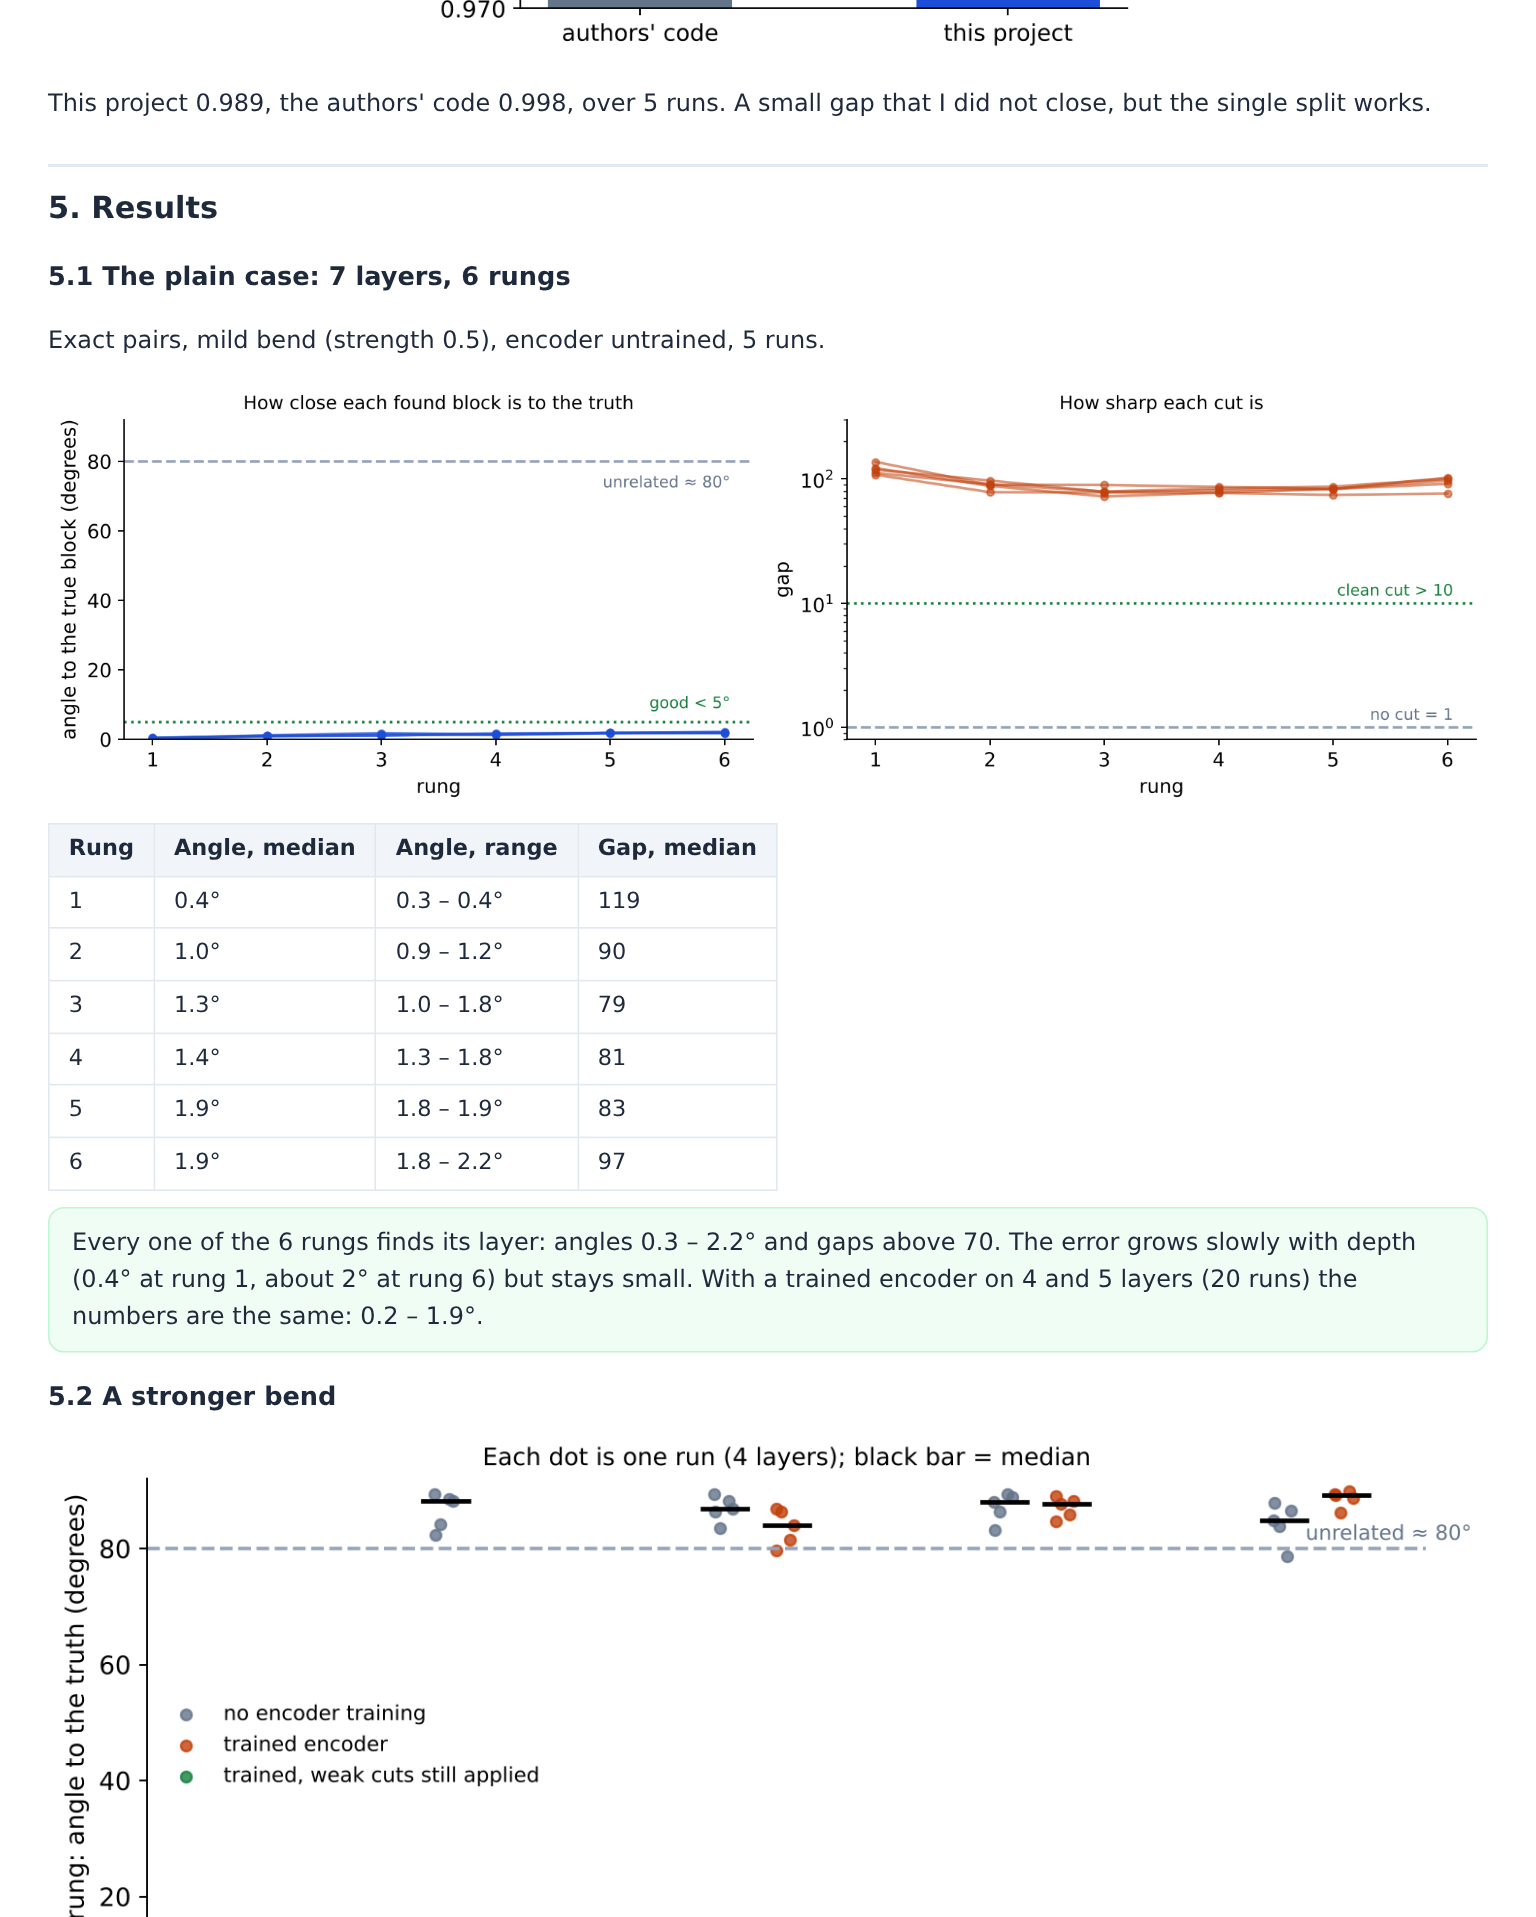 0.970
authors' code this project
This project 0.989, the authors' code 0.998, over 5 runs. A small gap that I did not close, but the single split works.
5. Results
5.1 The plain case: 7 layers, 6 rungs
Exact pairs, mild bend (strength 0.5), encoder untrained, 5 runs.
How close each found block is to the truth
angle to the true block (degrees)
80
60
40
20
0
unrelated ≈ 80°
good < 5°
1 2 3 4 5 6
rung
How sharp each cut is
gap
10²
10¹
10⁰
clean cut > 10
no cut = 1
1 2 3 4 5 6
rung
Rung Angle, median Angle, range Gap, median
1 0.4° 0.3 – 0.4° 119
2 1.0° 0.9 – 1.2° 90
3 1.3° 1.0 – 1.8° 79
4 1.4° 1.3 – 1.8° 81
5 1.9° 1.8 – 1.9° 83
6 1.9° 1.8 – 2.2° 97
Every one of the 6 rungs finds its layer: angles 0.3 – 2.2° and gaps above 70. The error grows slowly with depth
(0.4° at rung 1, about 2° at rung 6) but stays small. With a trained encoder on 4 and 5 layers (20 runs) the
numbers are the same: 0.2 – 1.9°.
5.2 A stronger bend
Each dot is one run (4 layers); black bar = median
rung: angle to the truth (degrees)
80
60
40
20
unrelated ≈ 80°
no encoder training
trained encoder
trained, weak cuts still applied